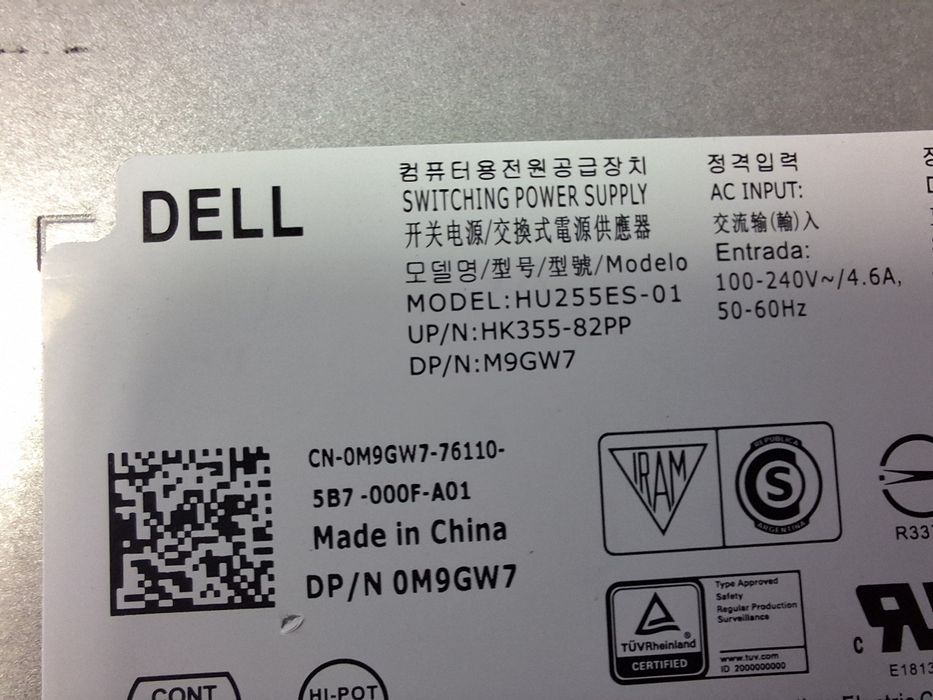 DELL
컴퓨터용전원공급장치
SWITCHING POWER SUPPLY
开关电源/交换式電源供應器
모델명/型号/型號/Modelo
MODEL:HU255ES-01
UP/N:HK355-82PP
DP/N:M9GW7
정격입력
AC INPUT:
交流输(輸)入
Entrada:
100-240V~/4.6A,
50-60Hz
CN-0M9GW7-76110-
5B7 -000F-A01
Made in China
DP/N 0M9GW7
IRAM
REPUBLICA
S
ARGENTINA
R337
TÜVRheinland
CERTIFIED
Type Approved
Safety
Regular Production
Surveillance
www.tuv.com
ID 2000000000
c
E1813
CONT
HI-POT
Electric